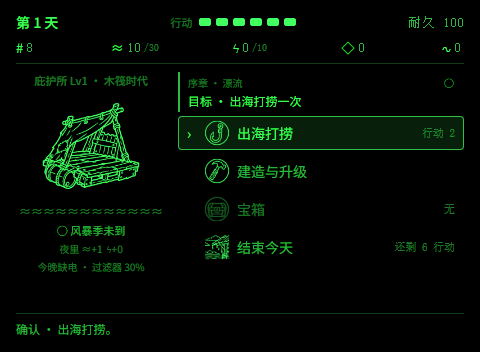 第 1 天 行动 耐久 100
# 8 ≈ 10 /30 ϟ 0 /10 ◇ 0 ∿ 0
庇护所 Lv1 · 木筏时代
序章 · 漂流
目标 · 出海打捞一次
› 出海打捞 行动 2
建造与升级
宝箱 无
结束今天 还剩 6 行动
≈≈≈≈≈≈≈≈≈≈≈≈
〇 风暴季未到
夜里 ≈+1 ϟ+0
今晚缺电 · 过滤器 30%
确认 · 出海打捞。